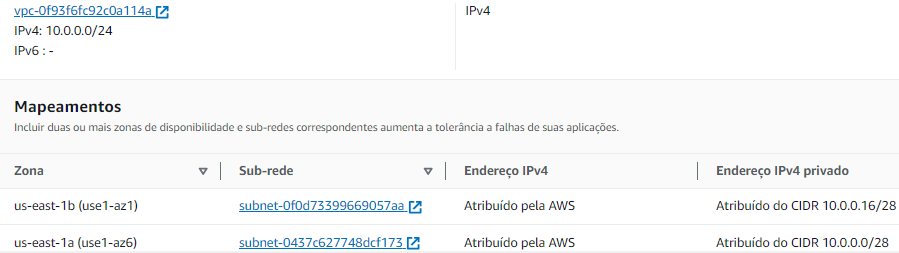 vpc-0f93f6fc92c0a114a
IPv4
IPv4: 10.0.0.0/24
IPv6 : -
Mapeamentos
Incluir duas ou mais zonas de disponibilidade e sub-redes correspondentes aumenta a tolerância a falhas de suas aplicações.
Zona Sub-rede Endereço IPv4 Endereço IPv4 privado
us-east-1b (use1-az1) subnet-0f0d73399669057aa Atribuído pela AWS Atribuído do CIDR 10.0.0.16/28
us-east-1a (use1-az6) subnet-0437c627748dcf173 Atribuído pela AWS Atribuído do CIDR 10.0.0.0/28